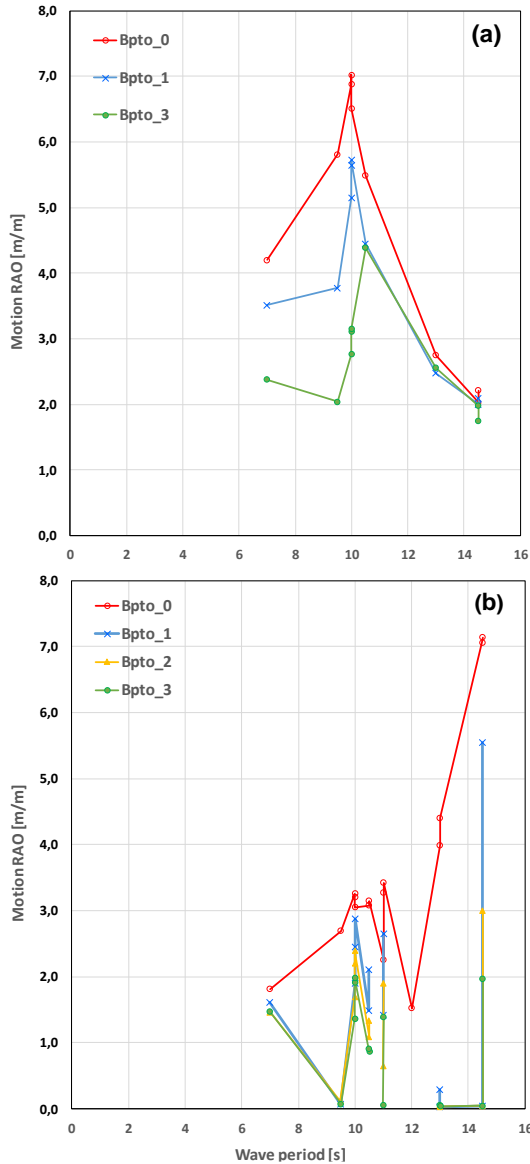 8,0
(a)
Bpto_0
7,0
Bpto_1
6,0
Bpto_3
5,0
Motion RAO [m/m]
4,0
3,0
2,0
1,0
0,0
0 2 4 6 8 10 12 14 16
8,0
(b)
Bpto_0
Bpto_1
7,0
Bpto_2
Bpto_3
6,0
5,0
Motion RAO [m/m]
4,0
3,0
2,0
1,0
0,0
0 2 4 6 8 10 12 14 16
Wave period [s]